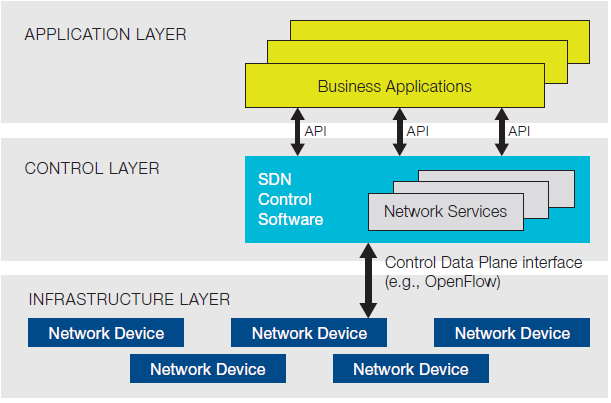 APPLICATION LAYER
Business Applications
API
API
API
CONTROL LAYER
SDN
Control
Software
Network Services
Control Data Plane interface
(e.g., OpenFlow)
INFRASTRUCTURE LAYER
Network Device
Network Device
Network Device
Network Device
Network Device